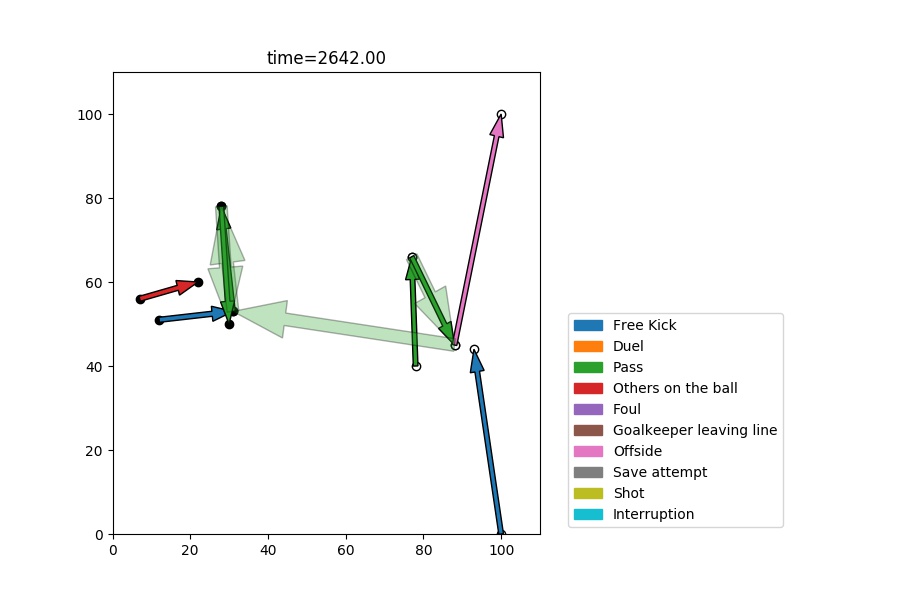 time=2642.00
100
80
60
40
20
0
0 20 40 60 80 100
Free Kick
Duel
Pass
Others on the ball
Foul
Goalkeeper leaving line
Offside
Save attempt
Shot
Interruption